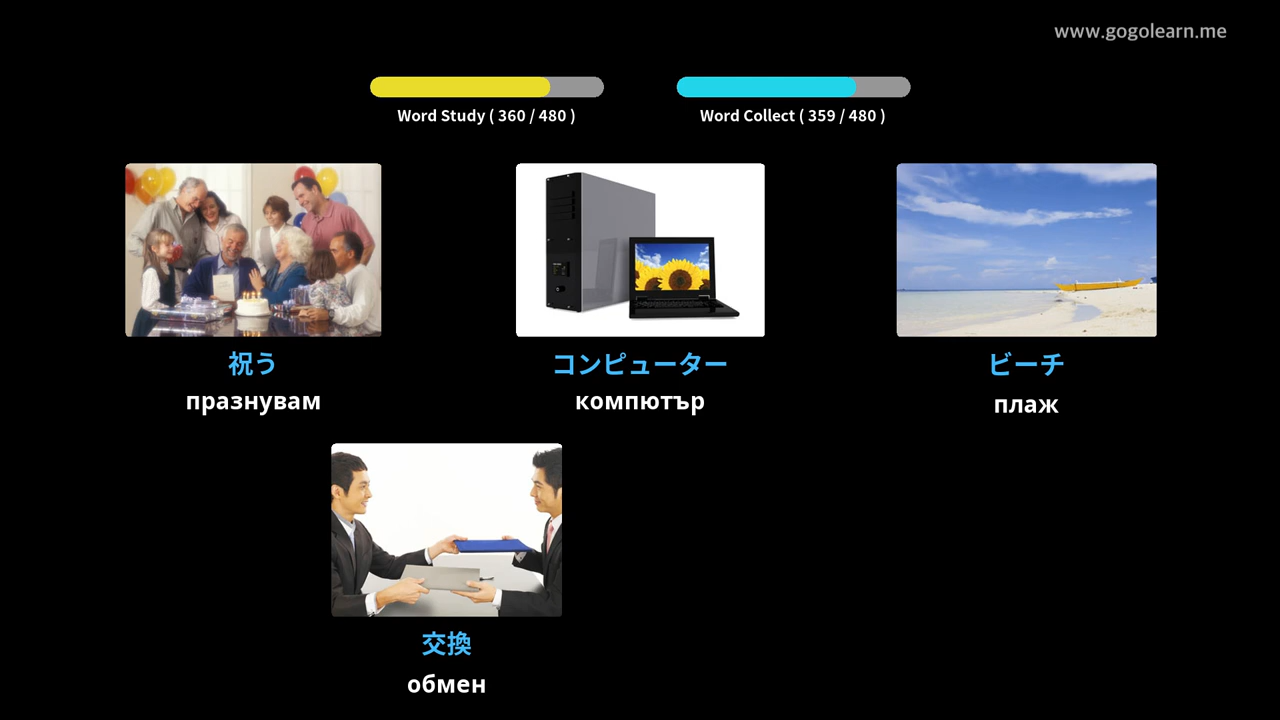 www.gogolearn.me
Word Study ( 360 / 480 )
Word Collect ( 359 / 480 )
祝う
празнувам
コンピューター
компютър
ビーチ
плаж
交換
обмен